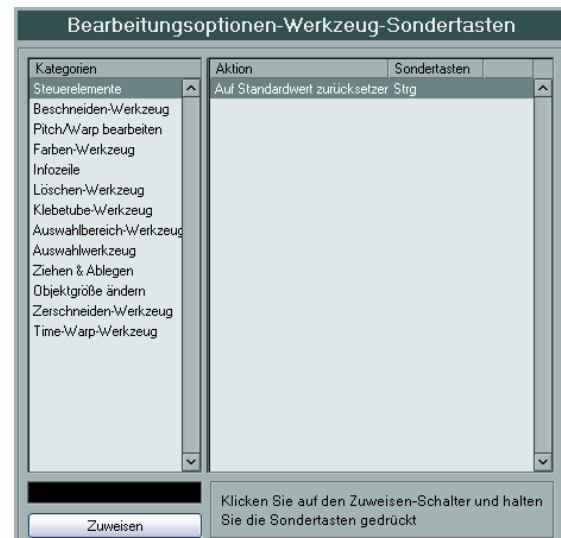 Bearbeitungsoptionen-Werkzeug-Sondertasten
Kategorien
Steuerelemente
Beschneiden-Werkzeug
Pitch/Warp bearbeiten
Farben-Werkzeug
Infozeile
Löschen-Werkzeug
Klebetube-Werkzeug
Auswahlbereich-Werkzeug
Auswahlwerkzeug
Ziehen & Ablegen
Objektgröße ändern
Zerschneiden-Werkzeug
Time-Warp-Werkzeug
Aktion Sondertasten
Auf Standardwert zurücksetzer Strg
Zuweisen
Klicken Sie auf den Zuweisen-Schalter und halten
Sie die Sondertasten gedrückt